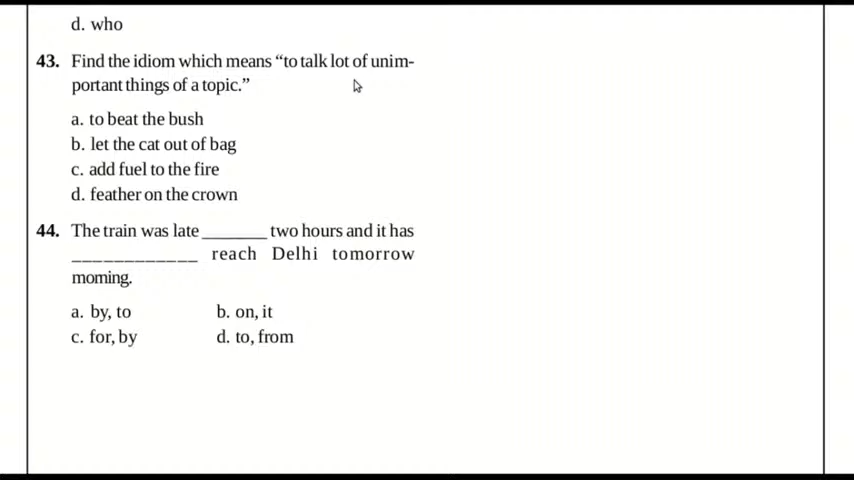 d. who
43. Find the idiom which means “to talk lot of unim-
portant things of a topic.”
a. to beat the bush
b. let the cat out of bag
c. add fuel to the fire
d. feather on the crown
44. The train was late _______ two hours and it has
____________ reach Delhi tomorrow
morning.
a. by, to b. on, it
c. for, by d. to, from